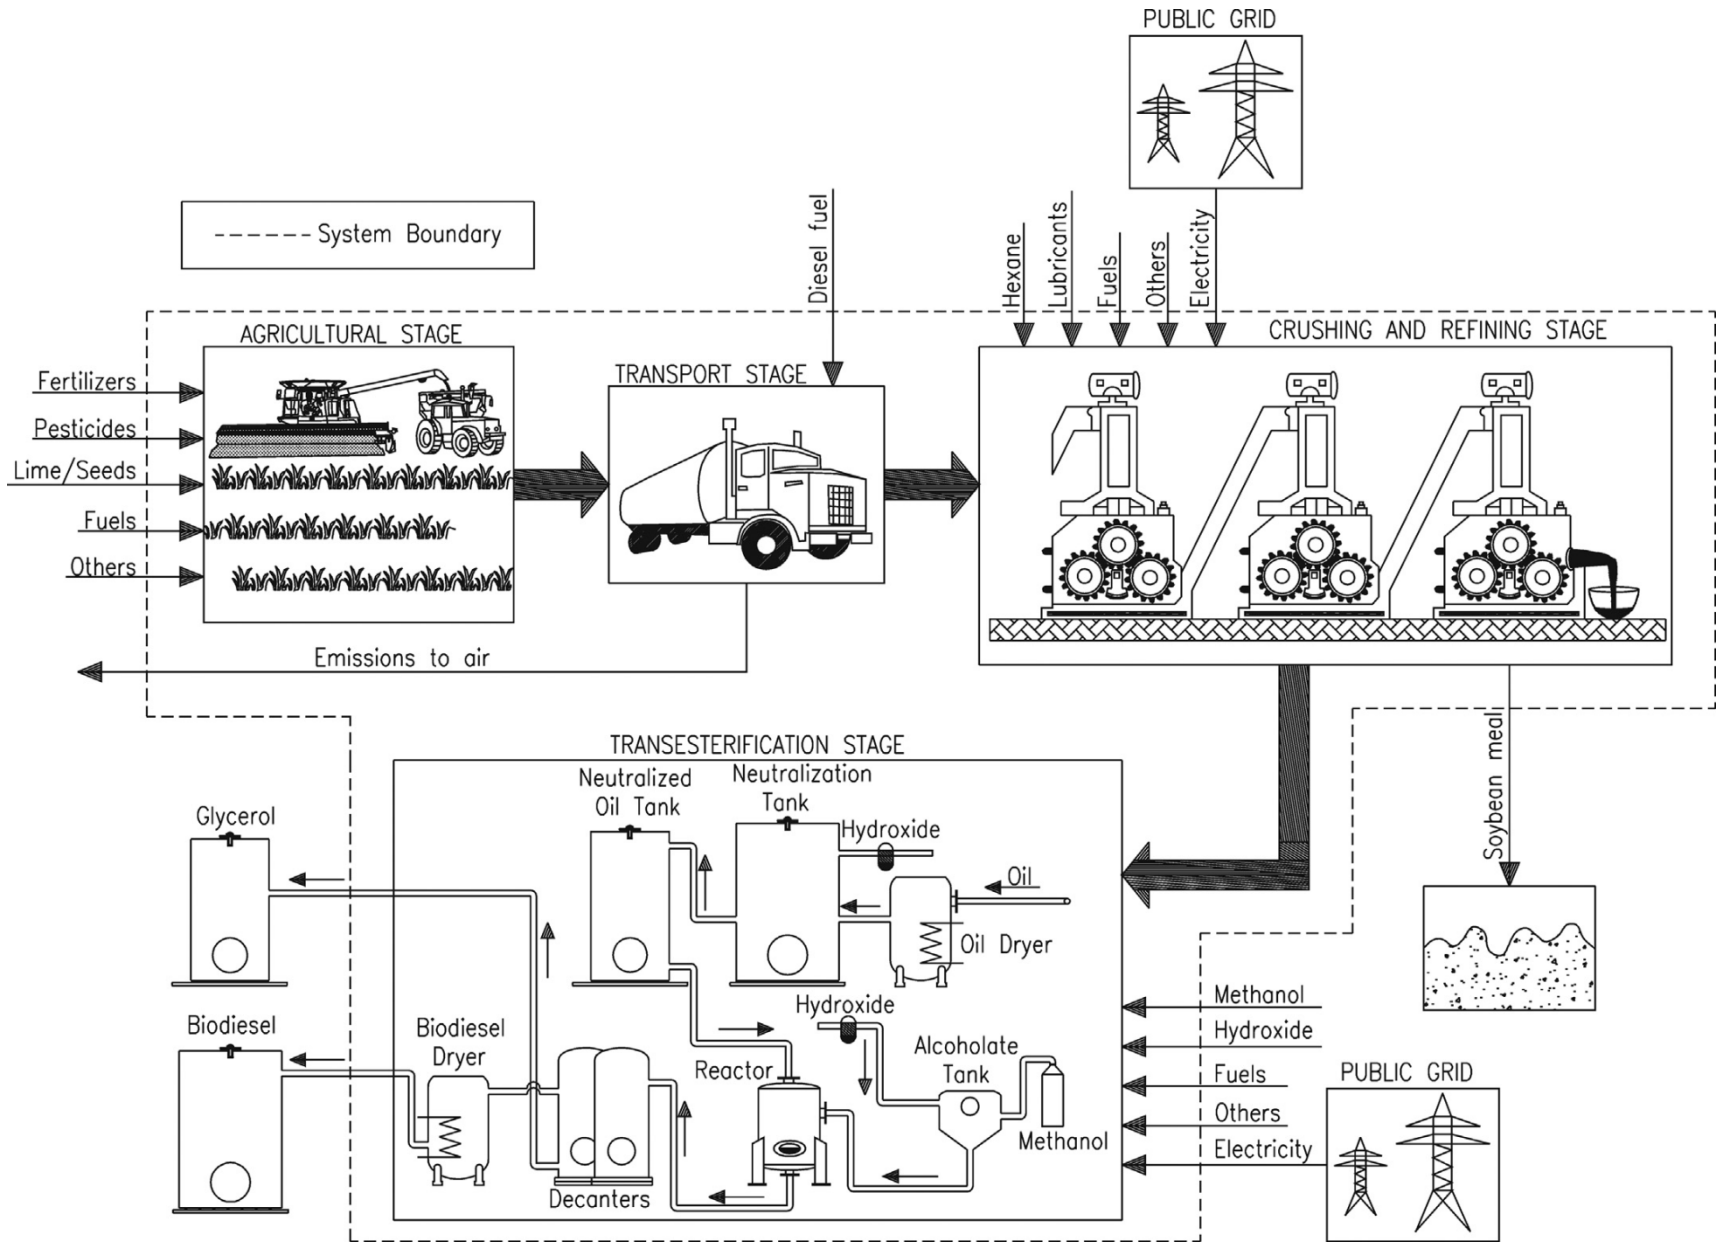 PUBLIC GRID
System Boundary
Diesel fuel
Hexane
Lubricants
Fuels
Others
Electricity
AGRICULTURAL STAGE
TRANSPORT STAGE
CRUSHING AND REFINING STAGE
Fertilizers
Pesticides
Lime/Seeds
Fuels
Others
Emissions to air
Soybean meal
TRANSESTERIFICATION STAGE
Neutralized
Oil Tank
Neutralization
Tank
Glycerol
Hydroxide
Oil
Oil Dryer
Biodiesel
Biodiesel
Dryer
Hydroxide
Reactor
Alcoholate
Tank
Methanol
Decanters
Methanol
Hydroxide
Fuels
Others
Electricity
PUBLIC GRID